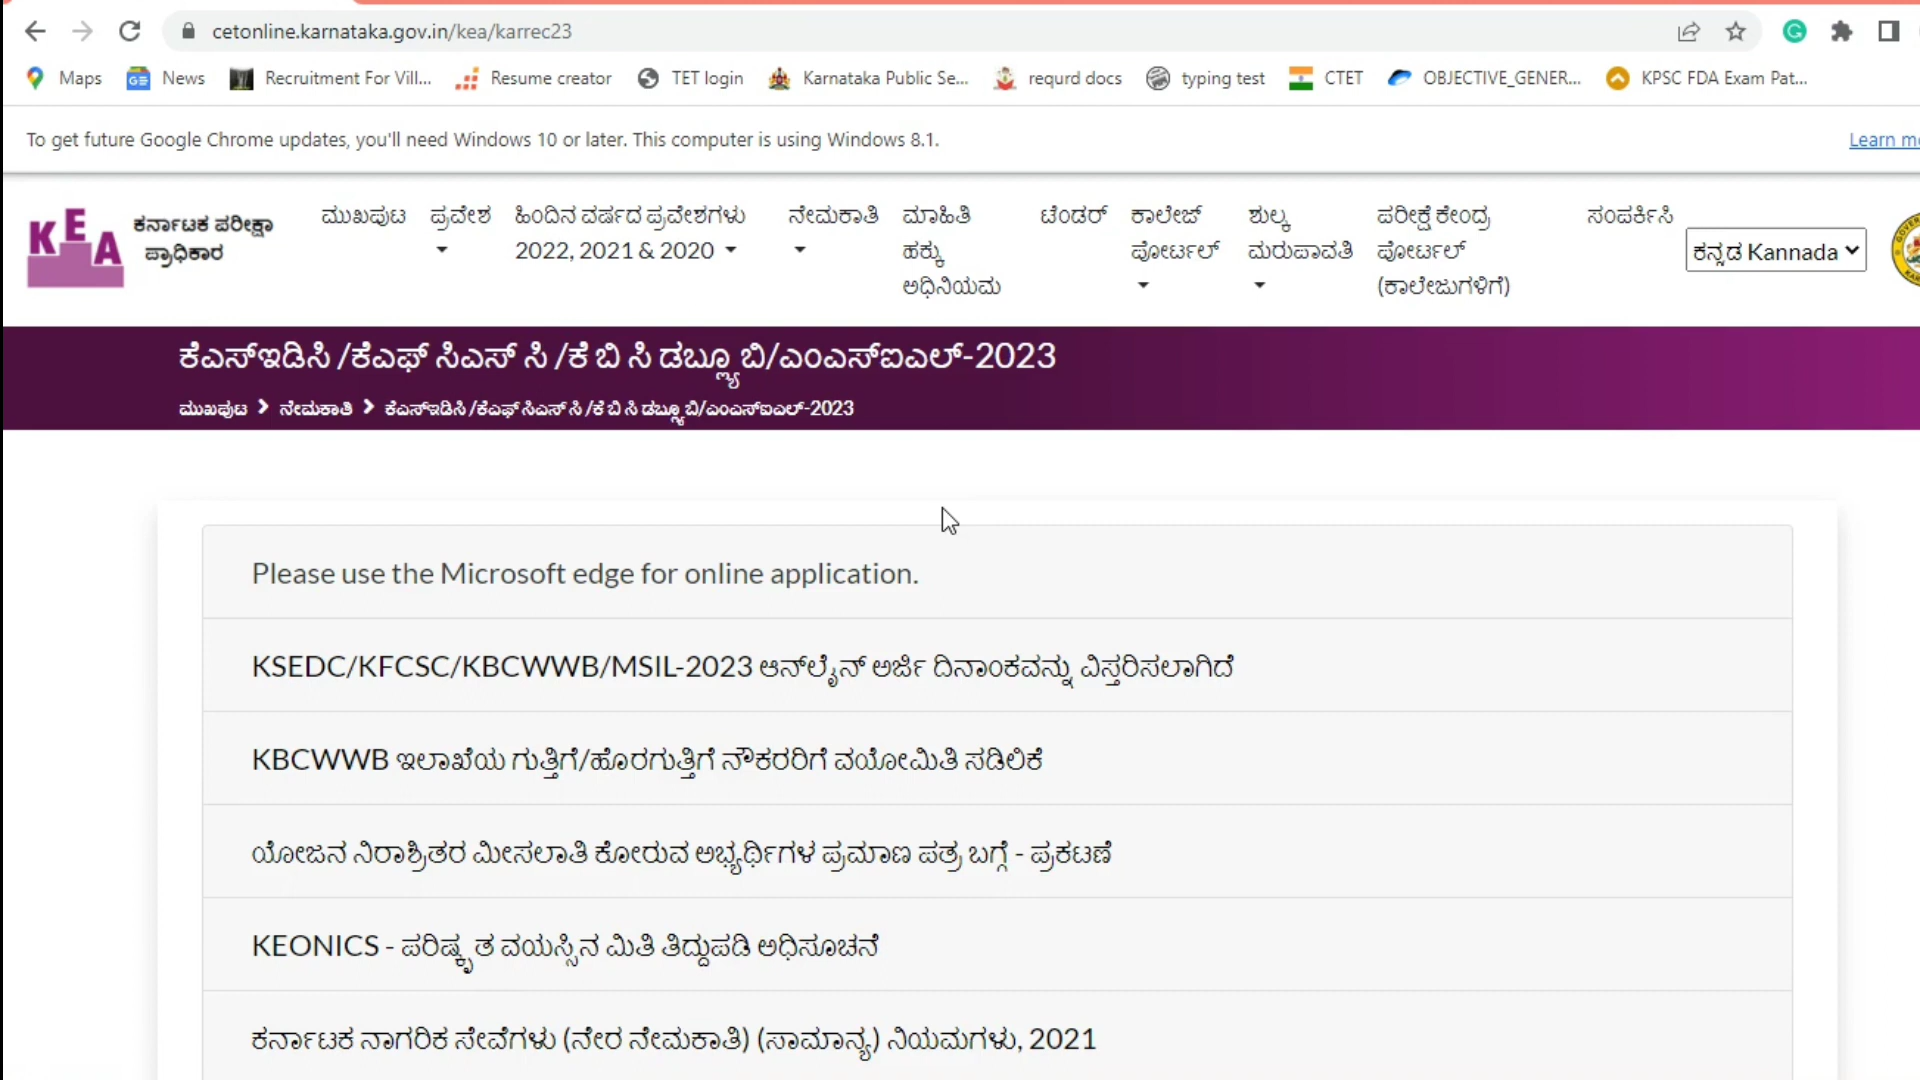 cetonline.karnataka.gov.in/kea/karrec23
Maps News Recruitment For Vill... Resume creator TET login Karnataka Public Se... requrd docs typing test CTET OBJECTIVE_GENER... KPSC FDA Exam Pat...
To get future Google Chrome updates, you'll need Windows 10 or later. This computer is using Windows 8.1. Learn
KEA
ಕರ್ನಾಟಕ ಪರೀಕ್ಷಾ
ಪ್ರಾಧಿಕಾರ
ಮುಖಪುಟ
ಪ್ರವೇಶ
ಹಿಂದಿನ ವರ್ಷದ ಪ್ರವೇಶಗಳು
2022, 2021 & 2020
ನೇಮಕಾತಿ
ಮಾಹಿತಿ
ಹಕ್ಕು
ಅಧಿನಿಯಮ
ಟೆಂಡರ್
ಕಾಲೇಜ್
ಪೋರ್ಟಲ್
ಶುಲ್ಕ
ಮರುಪಾವತಿ
ಪರೀಕ್ಷೆ ಕೇಂದ್ರ
ಪೋರ್ಟಲ್
(ಕಾಲೇಜುಗಳಿಗೆ)
ಸಂಪರ್ಕಿಸಿ
ಕನ್ನಡ Kannada
ಕೆಎಸ್ಇಡಿಸಿ /ಕೆಎಫ್ ಸಿಎಸ್ ಸಿ /ಕೆ ಬಿ ಸಿ ಡಬ್ಲ್ಯೂ ಬಿ/ಎಂಎಸ್ಐಎಲ್-2023
ಮುಖಪುಟ > ನೇಮಕಾತಿ > ಕೆಎಸ್ಇಡಿಸಿ /ಕೆಎಫ್ ಸಿಎಸ್ ಸಿ /ಕೆ ಬಿ ಸಿ ಡಬ್ಲ್ಯೂ ಬಿ/ಎಂಎಸ್ಐಎಲ್-2023
Please use the Microsoft edge for online application.
KSEDC/KFCSC/KBCWWB/MSIL-2023 ಆನ್‌ಲೈನ್ ಅರ್ಜಿ ದಿನಾಂಕವನ್ನು ವಿಸ್ತರಿಸಲಾಗಿದೆ
KBCWWB ಇಲಾಖೆಯ ಗುತ್ತಿಗೆ/ಹೊರಗುತ್ತಿಗೆ ನೌಕರರಿಗೆ ವಯೋಮಿತಿ ಸಡಿಲಿಕೆ
ಯೋಜನ ನಿರಾಶ್ರಿತರ ಮೀಸಲಾತಿ ಕೋರುವ ಅಭ್ಯರ್ಥಿಗಳ ಪ್ರಮಾಣ ಪತ್ರ ಬಗ್ಗೆ - ಪ್ರಕಟಣೆ
KEONICS - ಪರಿಷ್ಕೃತ ವಯಸ್ಸಿನ ಮಿತಿ ತಿದ್ದುಪಡಿ ಅಧಿಸೂಚನೆ
ಕರ್ನಾಟಕ ನಾಗರಿಕ ಸೇವೆಗಳು (ನೇರ ನೇಮಕಾತಿ) (ಸಾಮಾನ್ಯ) ನಿಯಮಗಳು, 2021